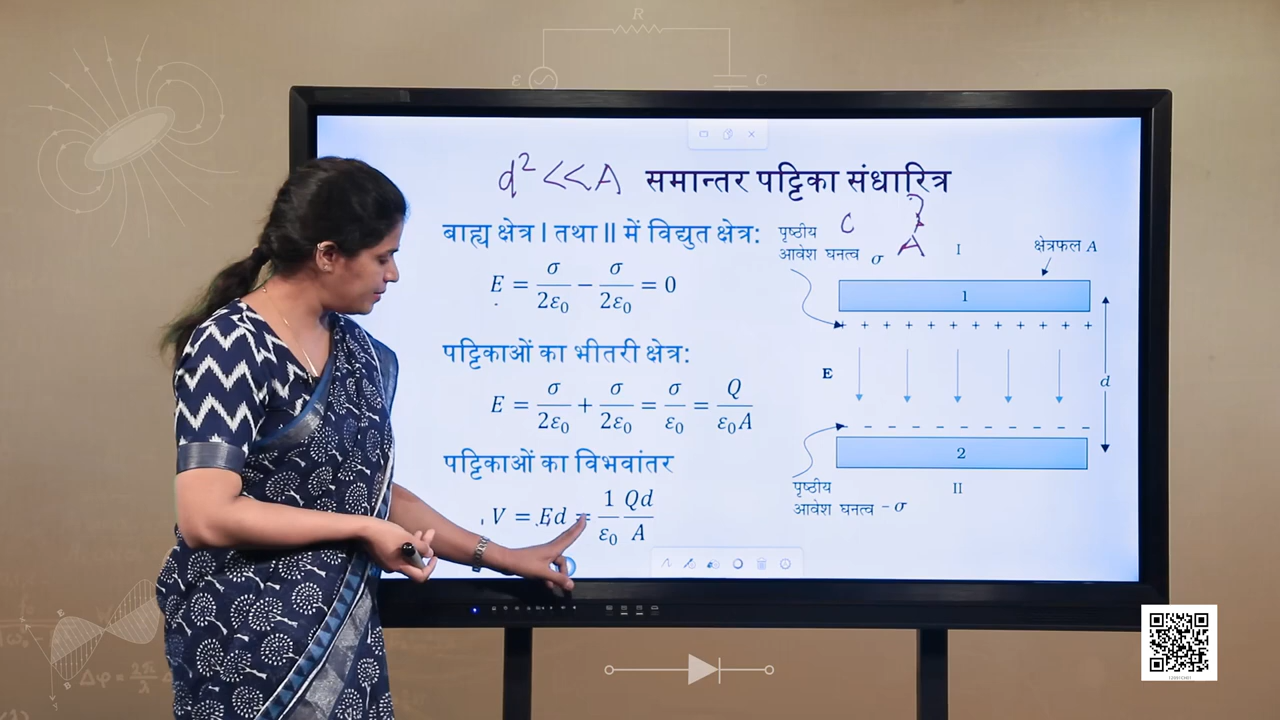 R
ε
C
d² << A समान्तर पट्टिका संधारित्र
बाह्य क्षेत्र I तथा II में विद्युत क्षेत्र:
E = σ/2ε₀ − σ/2ε₀ = 0
पट्टिकाओं का भीतरी क्षेत्र:
E = σ/2ε₀ + σ/2ε₀ = σ/ε₀ = Q/ε₀A
पट्टिकाओं का विभवांतर
V = Ed = 1/ε₀ Qd/A
पृष्ठीय
आवेश घनत्व σ
C
A
I
क्षेत्रफल A
1
+ + + + + + + + + + + +
E
d
− − − − − − − − − − − −
2
पृष्ठीय
आवेश घनत्व - σ
II